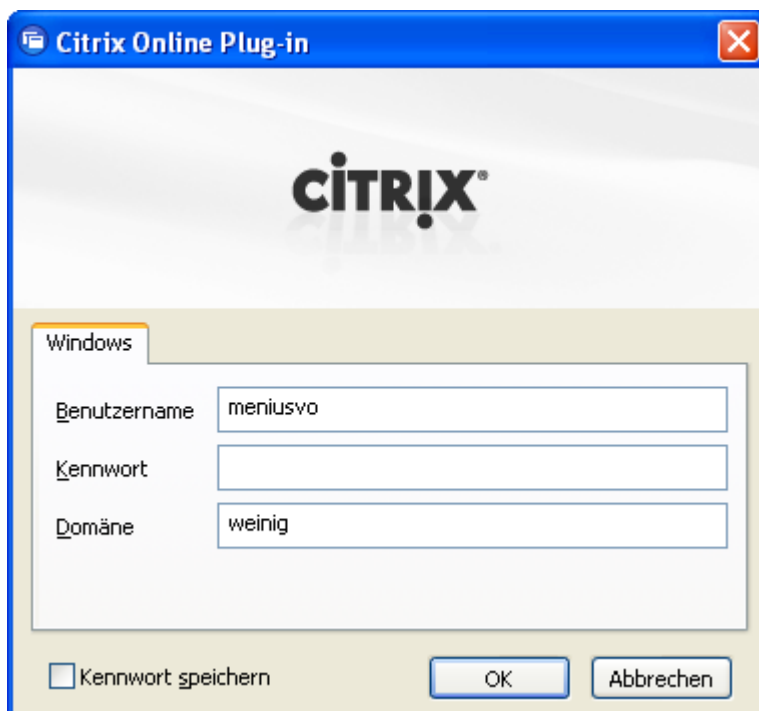 Citrix Online Plug-in
CITRIX®
Windows
Benutzername meniusvo
Kennwort
Domäne weinig
Kennwort speichern OK Abbrechen